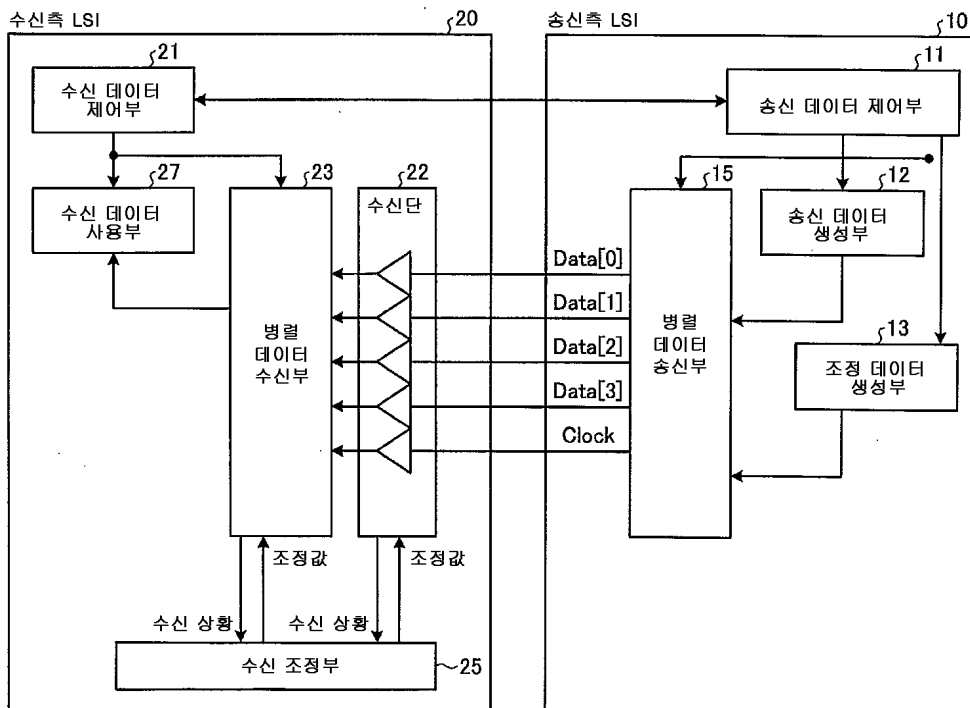 수신측 LSI
20
송신측 LSI
10
21
수신 데이터
제어부
11
송신 데이터 제어부
27
수신 데이터
사용부
23
병렬
데이터
수신부
22
수신단
Data[0]
Data[1]
Data[2]
Data[3]
Clock
15
병렬
데이터
송신부
12
송신 데이터
생성부
13
조정 데이터
생성부
조정값
조정값
수신 상황
수신 상황
수신 조정부
25